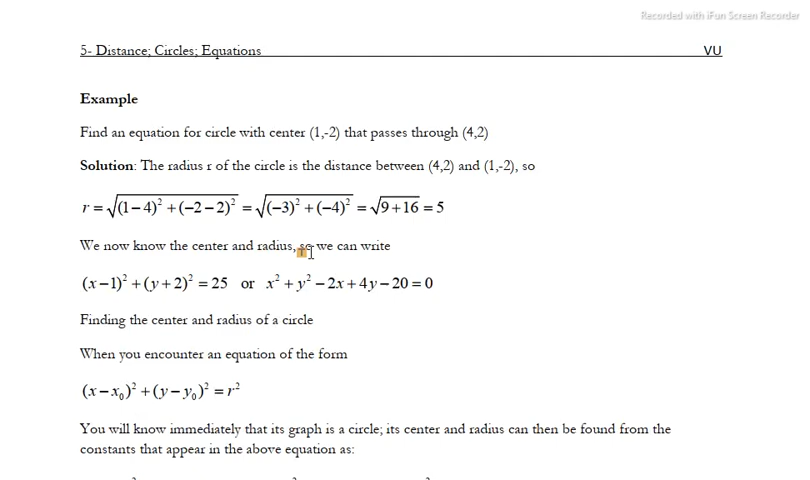 Recorded with iFun Screen Recorder
5- Distance; Circles; Equations VU
Example
Find an equation for circle with center (1,-2) that passes through (4,2)
Solution: The radius r of the circle is the distance between (4,2) and (1,-2), so
r = √(1−4)² + (−2−2)² = √(−3)² + (−4)² = √9+16 = 5
We now know the center and radius, so we can write
(x−1)² + (y+2)² = 25 or x² + y² − 2x + 4y − 20 = 0
Finding the center and radius of a circle
When you encounter an equation of the form
(x−x₀)² + (y−y₀)² = r²
You will know immediately that its graph is a circle; its center and radius can then be found from the
constants that appear in the above equation as: